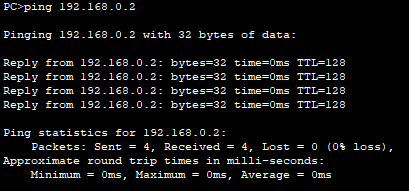 PC>ping 192.168.0.2
Pinging 192.168.0.2 with 32 bytes of data:
Reply from 192.168.0.2: bytes=32 time=0ms TTL=128
Reply from 192.168.0.2: bytes=32 time=0ms TTL=128
Reply from 192.168.0.2: bytes=32 time=0ms TTL=128
Reply from 192.168.0.2: bytes=32 time=0ms TTL=128
Ping statistics for 192.168.0.2:
Packets: Sent = 4, Received = 4, Lost = 0 (0% loss),
Approximate round trip times in milli-seconds:
Minimum = 0ms, Maximum = 0ms, Average = 0ms